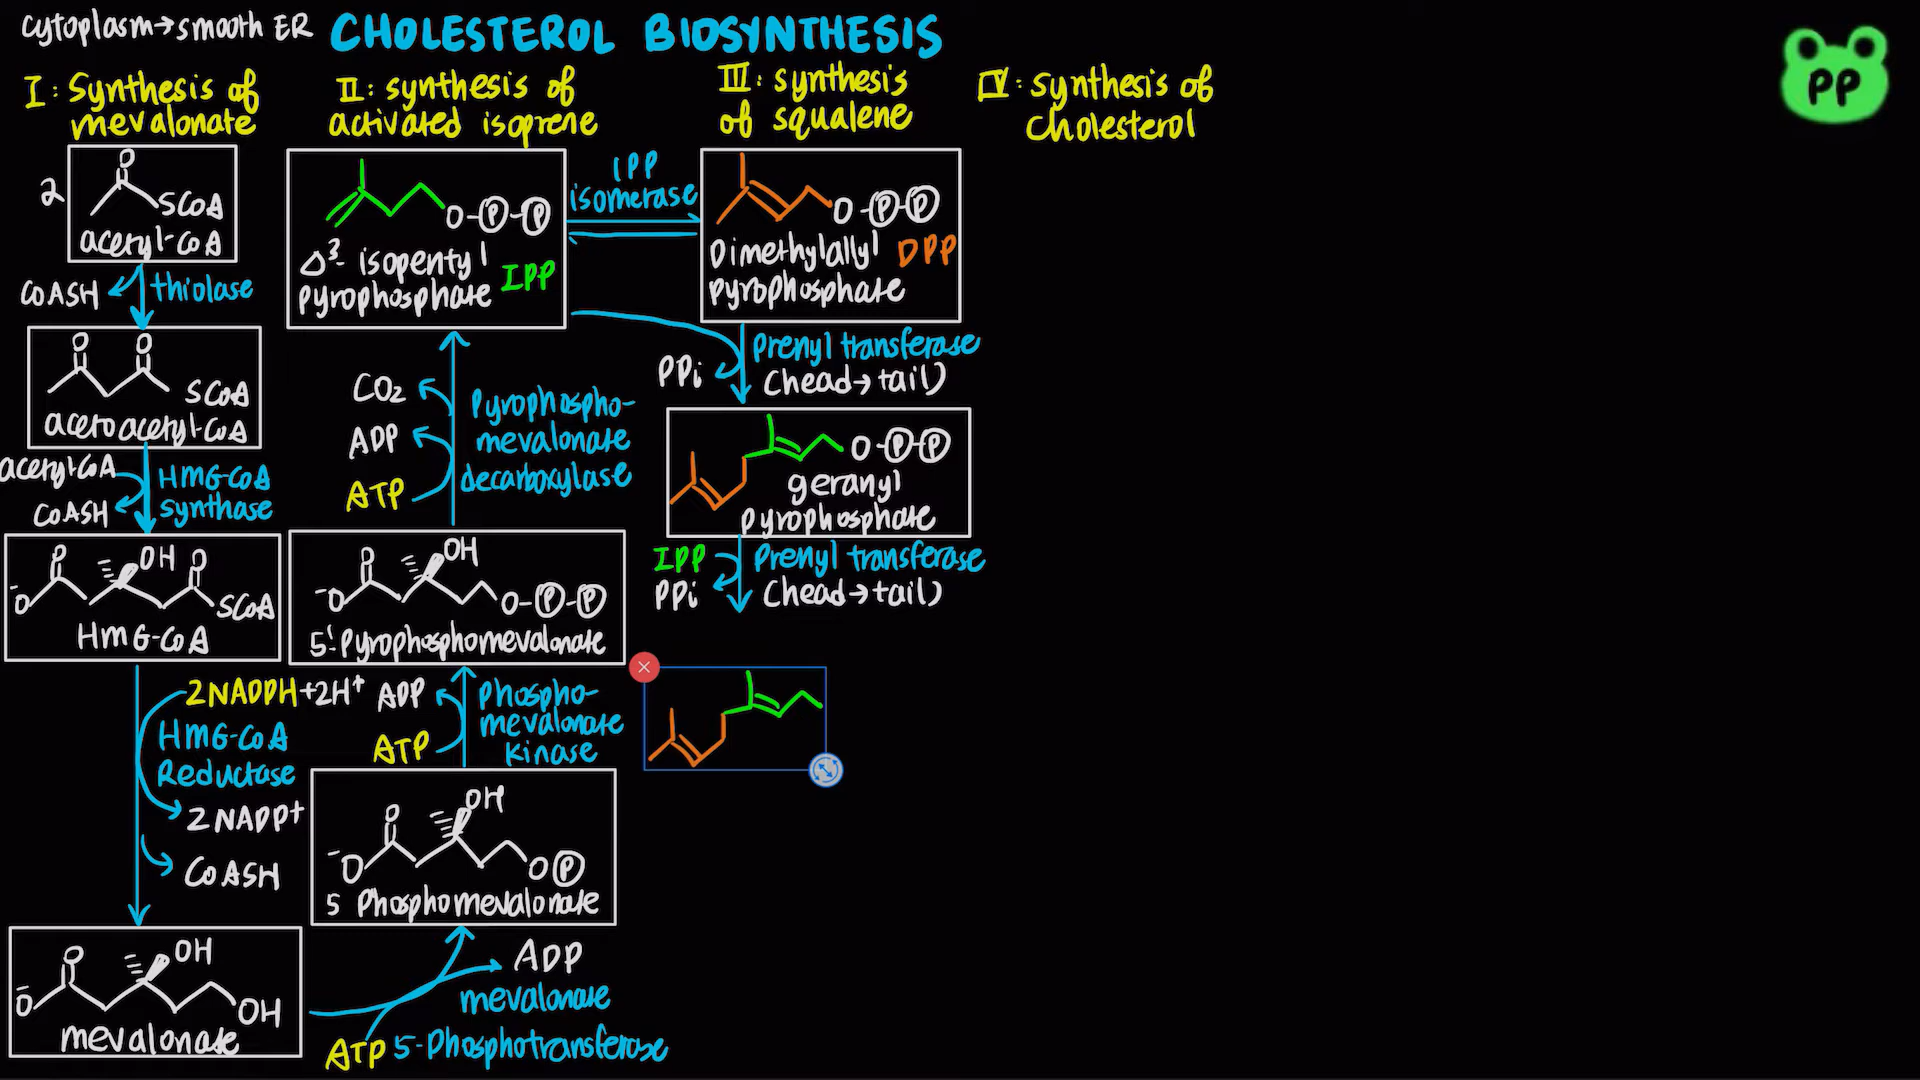 cytoplasm→smooth ER
CHOLESTEROL BIOSYNTHESIS
PP
I: Synthesis of
mevalonate
2
O
SCoA
acetyl-CoA
CoASH
thiolase
O O
SCoA
acetoacetyl-CoA
acetyl-CoA
HMG-CoA
synthase
CoASH
O OH O
-O
SCoA
HMG-CoA
2NADPH+2H+
HMG-CoA
Reductase
2NADP+
CoASH
O OH
-O
OH
mevalonate
II: synthesis of
activated isoprene
O-P-P
Δ3- isopentyl
pyrophosphate IPP
CO2
ADP
ATP
Pyrophospho-
mevalonate
decarboxylase
O OH
-O
O-P-P
5-Pyrophosphomevalonate
ADP
ATP
Phospho-
mevalonate
kinase
O OH
-O
OP
5 Phosphomevalonate
ADP
mevalonate
ATP 5-Phosphotransferase
III: synthesis
of squalene
IPP
isomerase
O-P-P
Dimethylallyl DPP
pyrophosphate
Prenyl transferase
PPi
(head→tail)
O-P-P
geranyl
pyrophosphate
IPP Prenyl transferase
PPi (head→tail)
IV: synthesis of
cholesterol